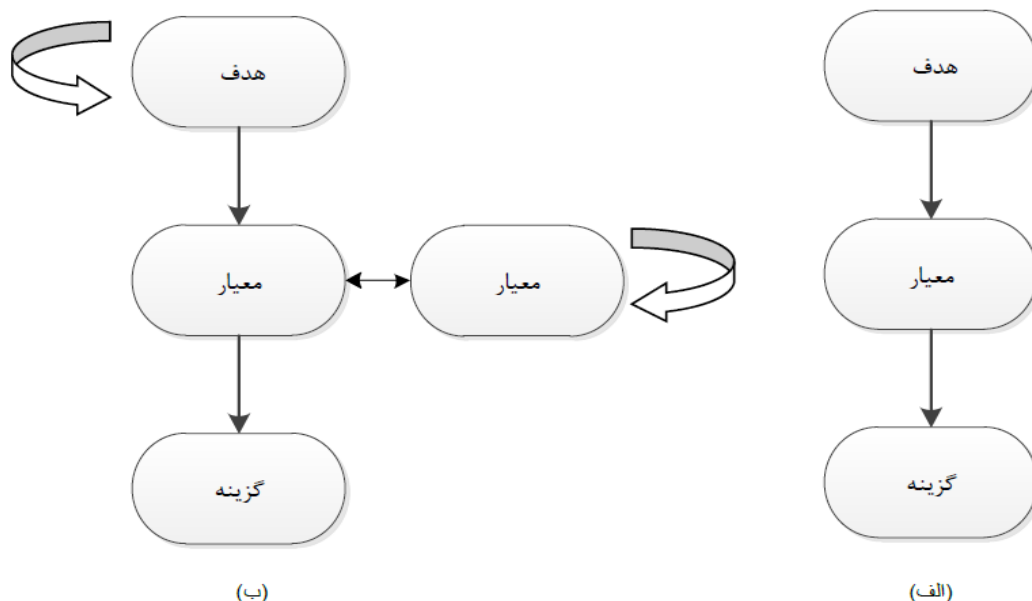 هدف
معیار
گزینه
(الف)
هدف
معیار
معیار
گزینه
(ب)